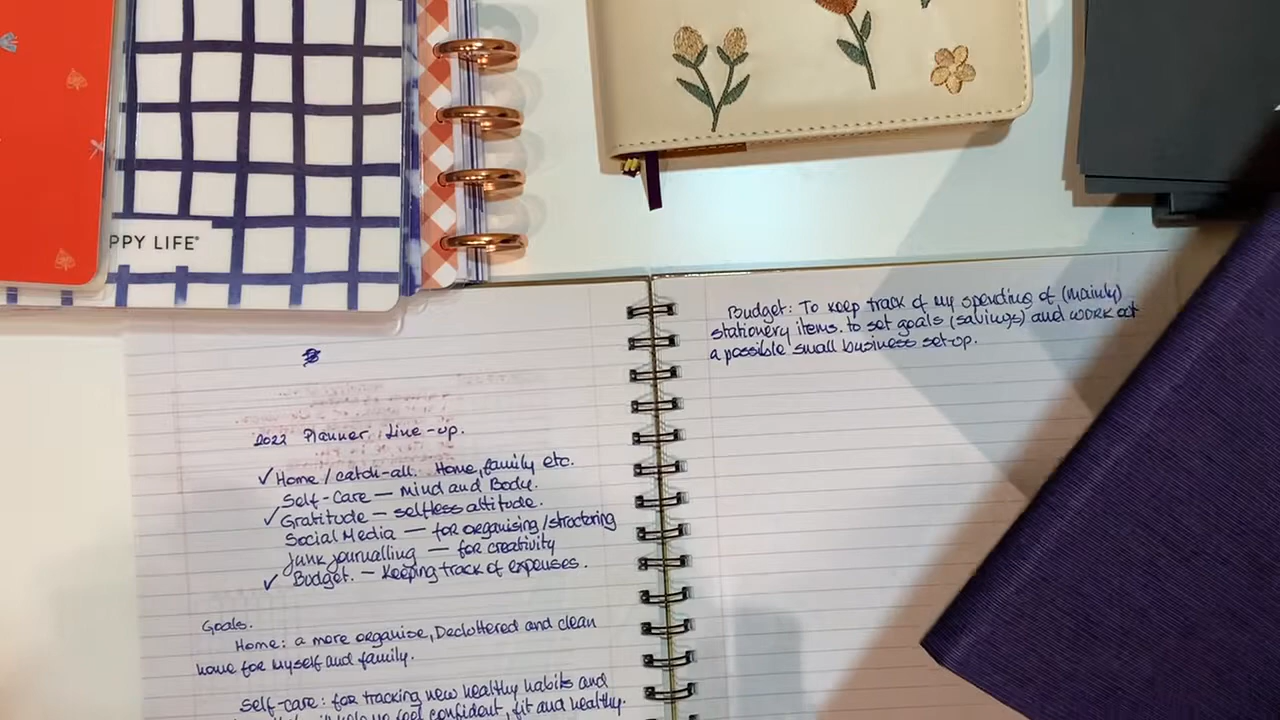 PPY LIFE®
2022 Planner Line-up.
✓ Home / catch-all. Home, family etc.
Self-Care — Mind and Body.
✓ Gratitude — selfless attitude.
Social Media — for organising/structering
Junk journalling — for creativity
✓ Budget. — Keeping track of expenses.
Goals.
Home: a more organise, Decluttered and clean
home for myself and family.
Self-care: for tracking new healthy habits and
feel confident, fit and healthy.
Budget: To keep track of my spending of (mainly)
stationery items. to set goals (savings) and work out
a possible small business set-up.